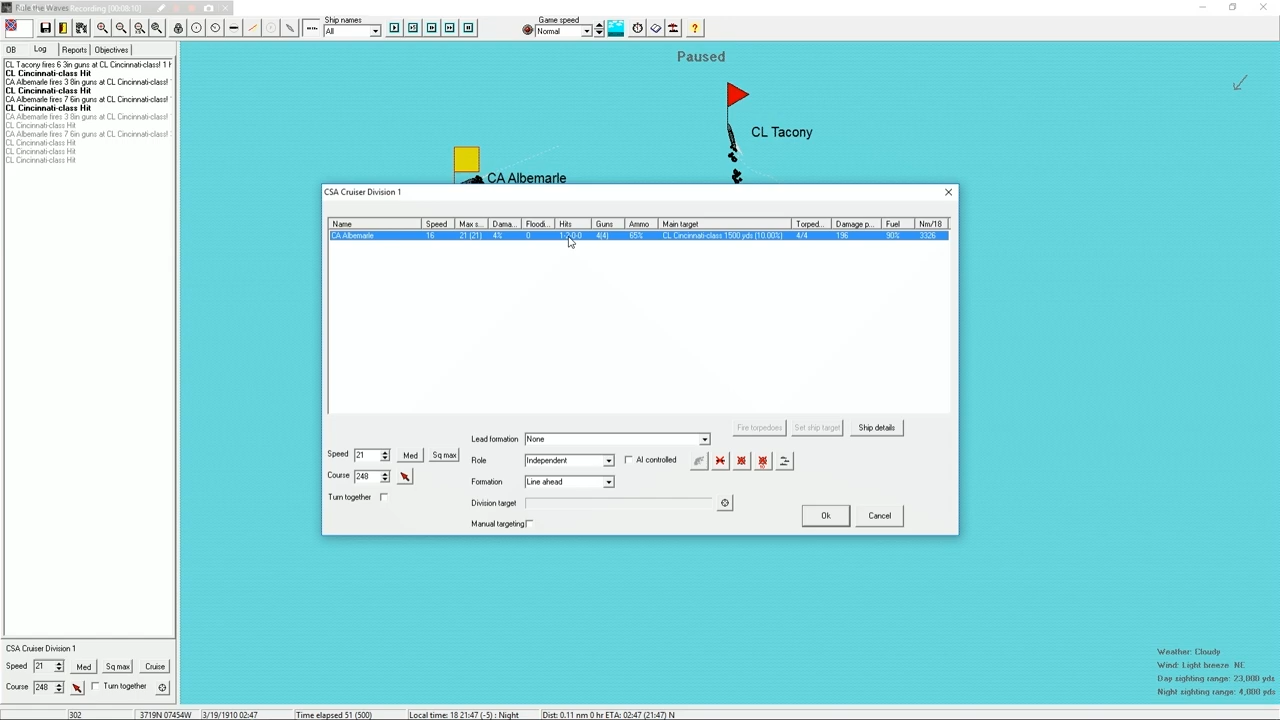 Rule the Waves Recording [00:08:10]
Ship names
All
Game speed
Normal
OB Log Reports Objectives
CL Tacony fires 6 3in guns at CL Cincinnati-class! 1 H
CL Cincinnati-class Hit
CA Albemarle fires 3 8in guns at CL Cincinnati-class!
CL Cincinnati-class Hit
CA Albemarle fires 7 6in guns at CL Cincinnati-class!
CL Cincinnati-class Hit
CA Albemarle fires 3 8in guns at CL Cincinnati-class!
CL Cincinnati-class Hit
CA Albemarle fires 7 6in guns at CL Cincinnati-class!
CL Cincinnati-class Hit
CL Cincinnati-class Hit
CL Cincinnati-class Hit
Paused
CL Tacony
CA Albemarle
CSA Cruiser Division 1
Name Speed Max s... Dama... Floodi... Hits Guns Ammo Main target Torped... Damage p... Fuel Nm/18
CA Albemarle 16 21 (21) 4% 0 1-2-0-0 4(4) 65% CL Cincinnati-class 1500 yds (10.00%) 4/4 196 90% 3326
Fire torpedoes Set ship target Ship details
Lead formation None
Speed 21 Med Sq max
Role Independent AI controlled
Course 248
Formation Line ahead
Turn together
Division target
Manual targeting
Ok Cancel
CSA Cruiser Division 1
Speed 21 Med Sq max Cruise
Course 248 Turn together
Weather: Cloudy
Wind: Light breeze NE
Day sighting range: 23,000 yds
Night sighting range: 4,000 yds
302 3719N 07454W 3/19/1910 02:47 Time elapsed 51 (500) Local time: 18 21:47 (-5) : Night Dist: 0.11 nm 0 hr ETA: 02:47 (21:47) N